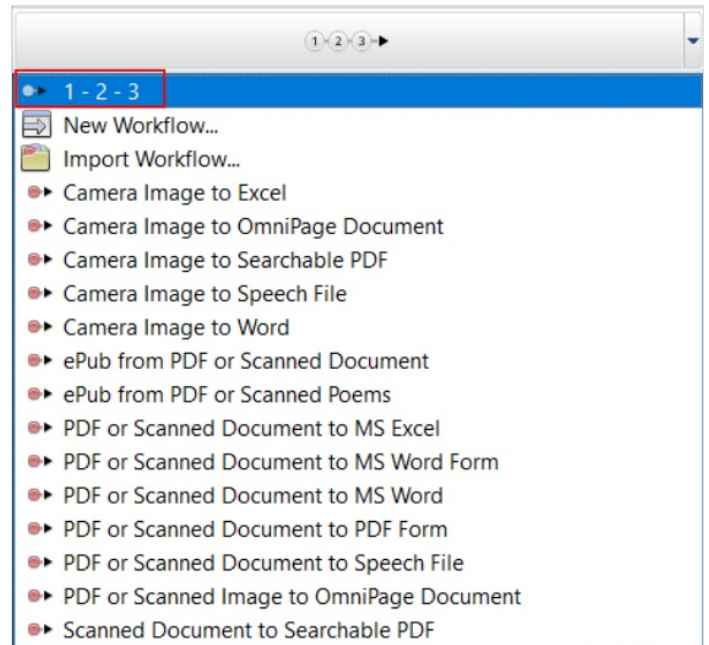 1 2 3
1 - 2 - 3
New Workflow...
Import Workflow...
Camera Image to Excel
Camera Image to OmniPage Document
Camera Image to Searchable PDF
Camera Image to Speech File
Camera Image to Word
ePub from PDF or Scanned Document
ePub from PDF or Scanned Poems
PDF or Scanned Document to MS Excel
PDF or Scanned Document to MS Word Form
PDF or Scanned Document to MS Word
PDF or Scanned Document to PDF Form
PDF or Scanned Document to Speech File
PDF or Scanned Image to OmniPage Document
Scanned Document to Searchable PDF